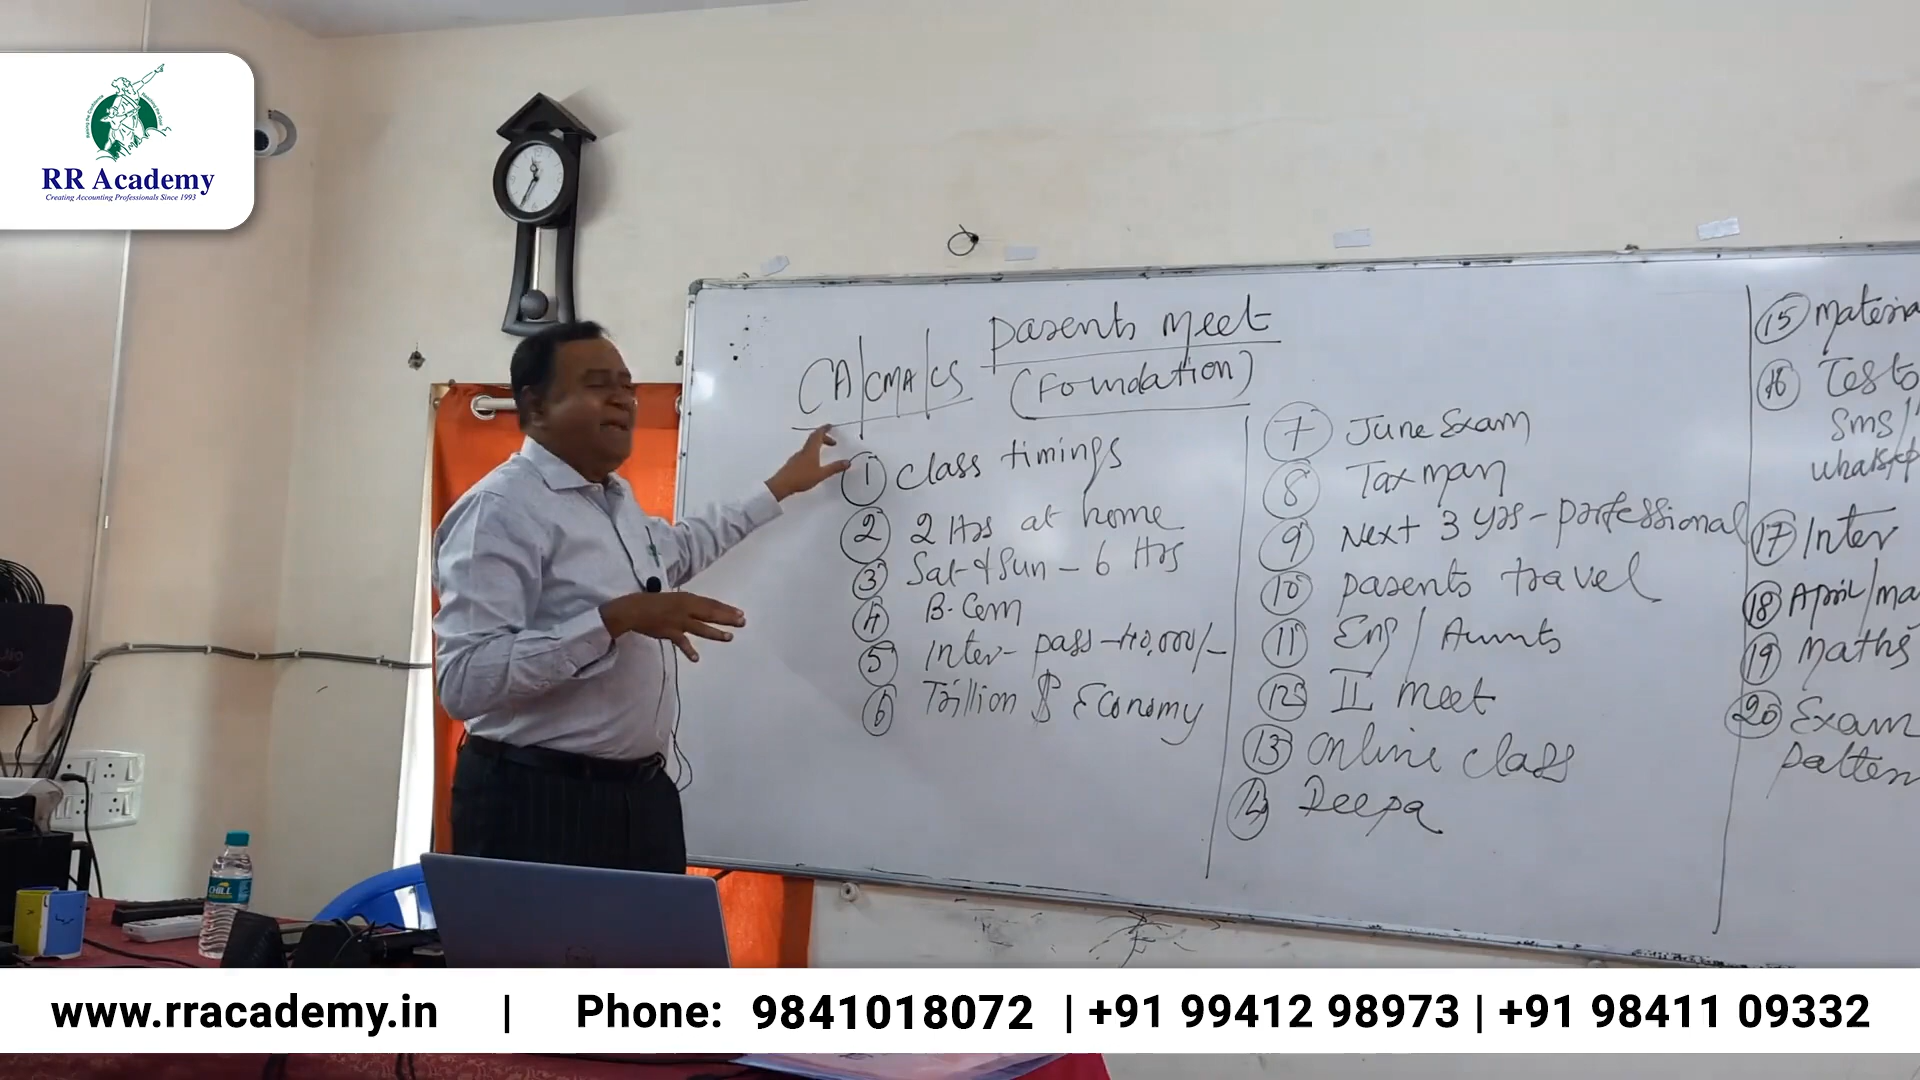 RR Academy
Creating Accounting Professionals Since 1993
Parents Meet
CA/CMA/CS (Foundation)
1 Class timings
2 2 Hrs at home
3 Sat & Sun - 6 Hrs
4 B.Com
5 Inter - pass - 40,000/-
6 Trillion $ Economy
7 June Exam
8 Taxman
9 Next 3 yrs - professional
10 parents travel
11 Eng /
12 II Meet
13 Online class
14 Deepa
15 Materia
16 Tests
Sms/
17 Inter
18 April/ma
19 Maths
20 Exam
pattern
CHILL
Jio
www.rracademy.in | Phone: 9841018072 | +91 99412 98973 | +91 98411 09332